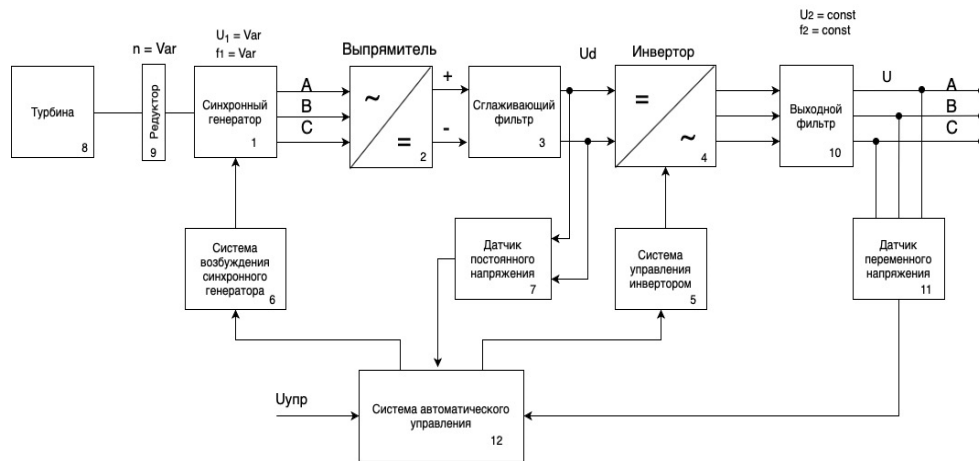 U2 = const
f2 = const
U1 = Var
f1 = Var
n = Var
Выпрямитель
Ud
Инвертор
Турбина
8
Редуктор
9
Синхронный
генератор
1
A
B
C
~
=
2
+
-
Сглаживающий
фильтр
3
=
~
4
Выходной
фильтр
10
U
A
B
C
Система
возбуждения
синхронного
генератора
6
Датчик
постоянного
напряжения
7
Система
управления
инвертором
5
Датчик
переменного
напряжения
11
Uупр
Система автоматического
управления
12